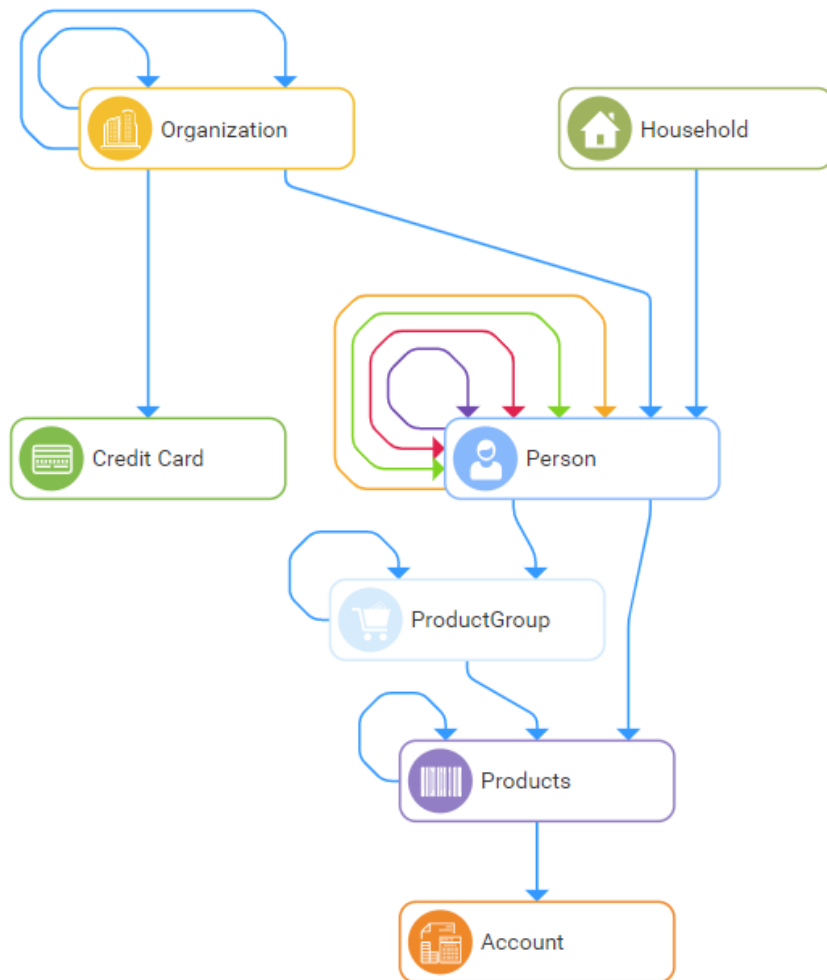 Organization
Household
Credit Card
Person
ProductGroup
Products
Account